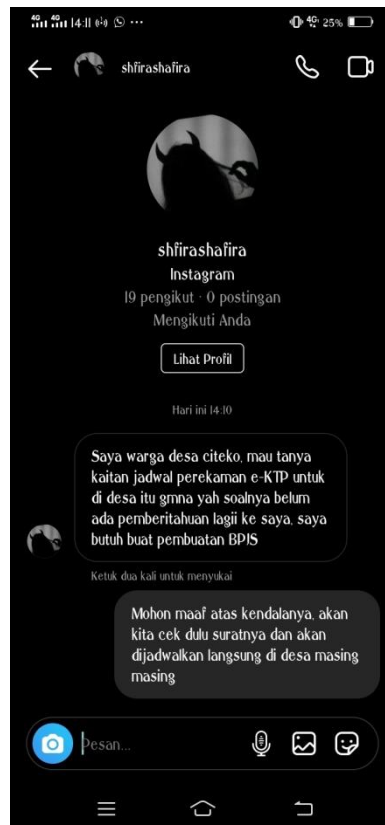 14:11
4G 25%
shfirashafira
shfirashafira
Instagram
19 pengikut · 0 postingan
Mengikuti Anda
Lihat Profil
Hari ini 14:10
Saya warga desa citeko, mau tanya
kaitan jadwal perekaman e-KTP untuk
di desa itu gmna yah soalnya belum
ada pemberitahuan lagii ke saya, saya
butuh buat pembuatan BPJS
Ketuk dua kali untuk menyukai
Mohon maaf atas kendalanya, akan
kita cek dulu suratnya dan akan
dijadwalkan langsung di desa masing
masing
Pesan...